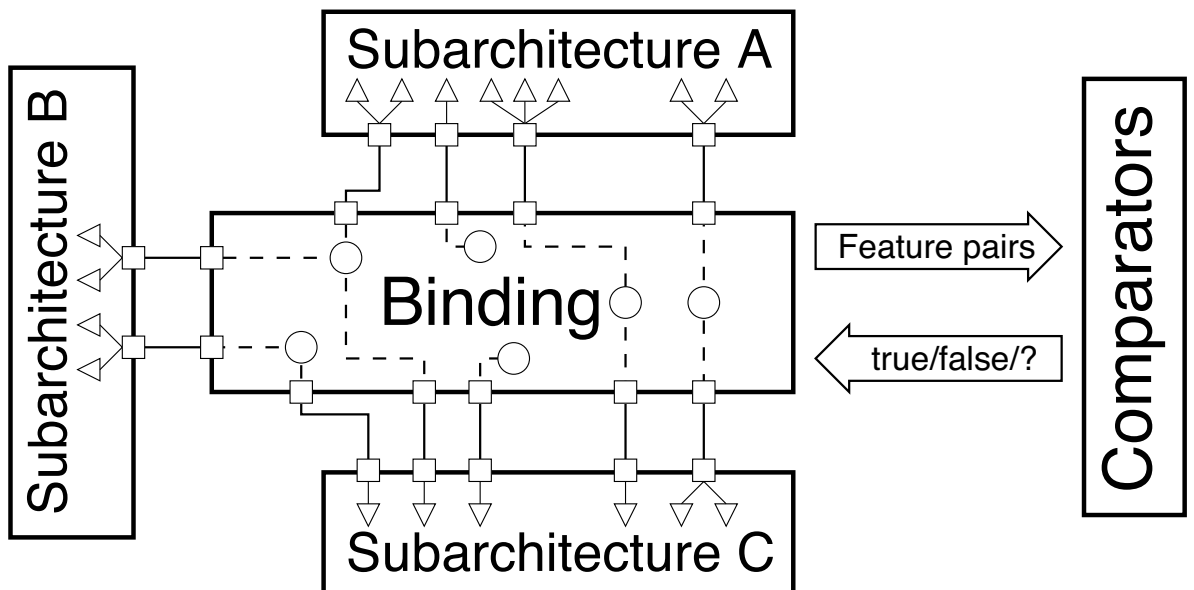 Subarchitecture A
Subarchitecture B
Binding
Feature pairs
true/false/?
Comparators
Subarchitecture C